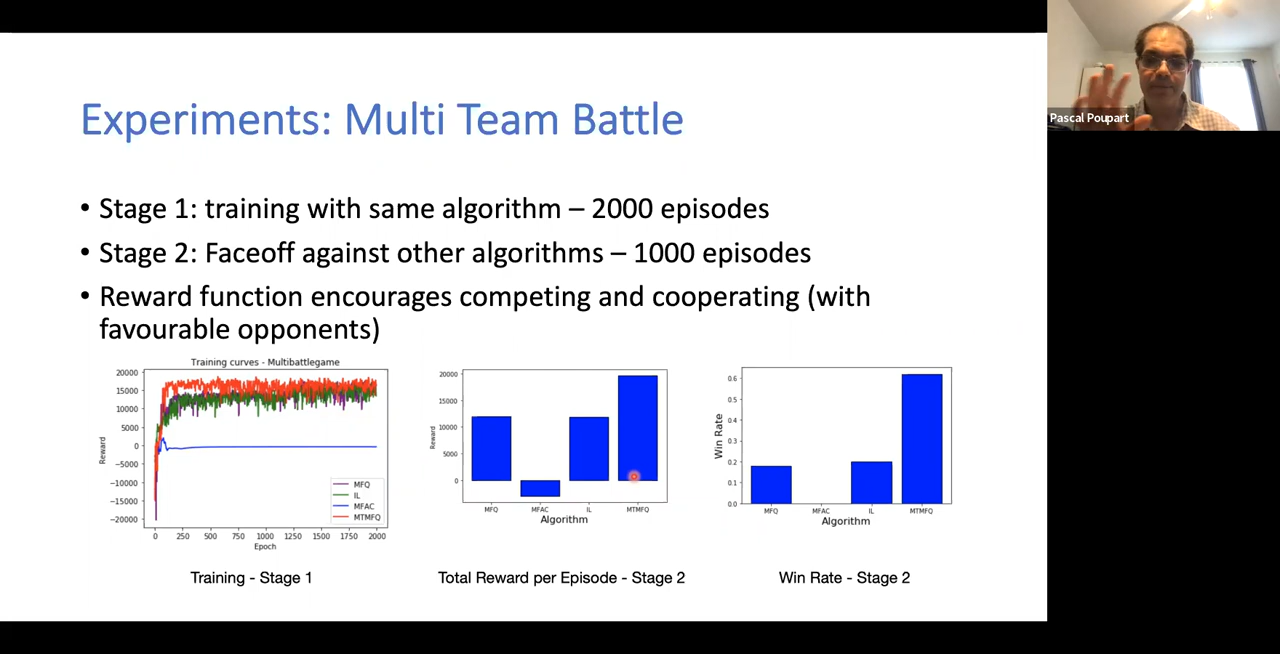 Pascal Poupart
Experiments: Multi Team Battle
• Stage 1: training with same algorithm – 2000 episodes
• Stage 2: Faceoff against other algorithms – 1000 episodes
• Reward function encourages competing and cooperating (with
favourable opponents)
Training curves - Multibattlegame
20000
15000
10000
5000
0
−5000
−10000
−15000
−20000
Reward
MFQ
IL
MFAC
MTMFQ
0 250 500 750 1000 1250 1500 1750 2000
Epoch
Training - Stage 1
20000
15000
10000
5000
0
Reward
MFQ MFAC IL MTMFQ
Algorithm
Total Reward per Episode - Stage 2
0.6
0.5
0.4
0.3
0.2
0.1
0.0
Win Rate
MFQ MFAC IL MTMFQ
Algorithm
Win Rate - Stage 2